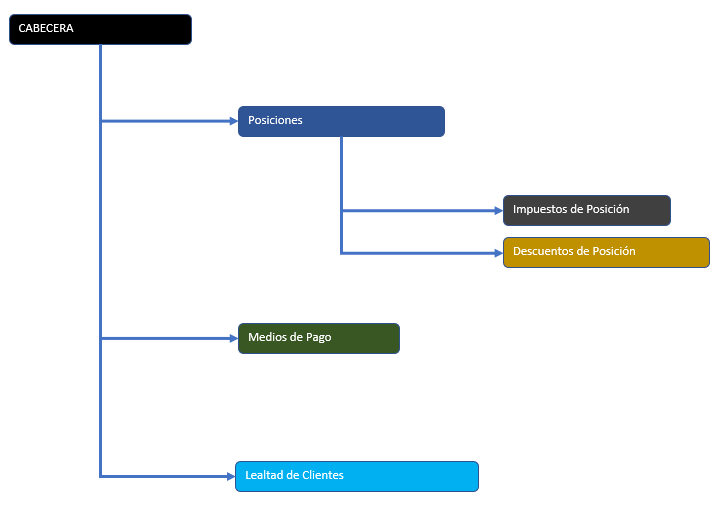 CABECERA
Posiciones
Impuestos de Posición
Descuentos de Posición
Medios de Pago
Lealtad de Clientes